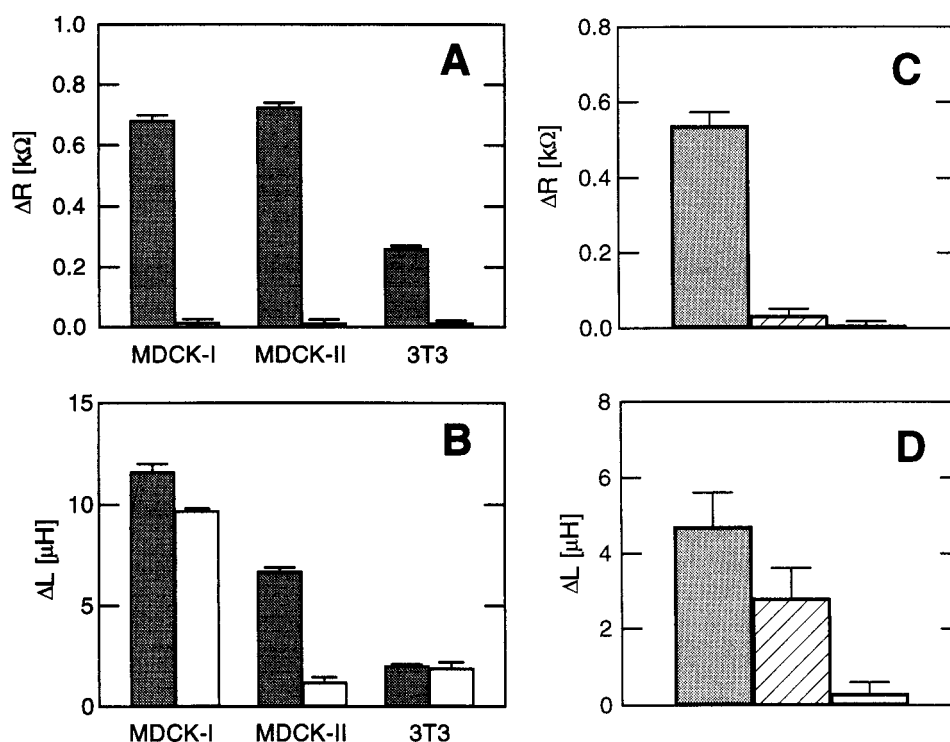 A
ΔR [kΩ]
1.0
0.8
0.6
0.4
0.2
0.0
MDCK-I MDCK-II 3T3
C
ΔR [kΩ]
0.8
0.6
0.4
0.2
0.0
B
ΔL [µH]
15
10
5
0
MDCK-I MDCK-II 3T3
D
ΔL [µH]
8
6
4
2
0